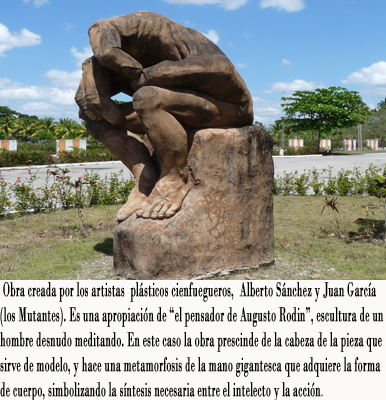 Obra creada por los artistas plásticos cienfuegueros, Alberto Sánchez y Juan García
(los Mutantes). Es una apropiación de “el pensador de Augusto Rodin”, escultura de un
hombre desnudo meditando. En este caso la obra prescinde de la cabeza de la pieza que
sirve de modelo, y hace una metamorfosis de la mano gigantesca que adquiere la forma
de cuerpo, simbolizando la síntesis necesaria entre el intelecto y la acción.